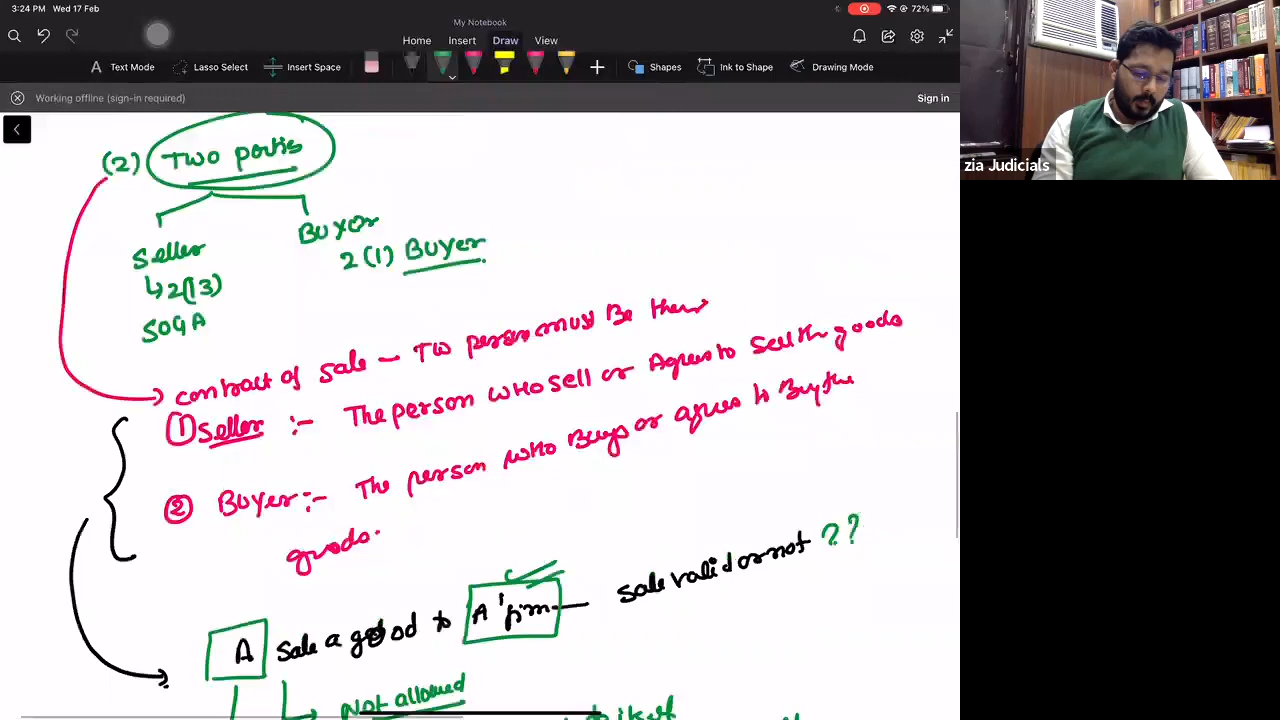 3:24 PM Wed 17 Feb
72%
My Notebook
Home Insert Draw View
Text Mode Lasso Select Insert Space Shapes Ink to Shape Drawing Mode
Working offline (sign-in required) Sign in
zia Judicials
(2) Two partis
Seller
Buyer
2(1) Buyer
↳2(13)
SOGA
contract of sale – Two person must Be there
① Seller :– The person who sell or Agrees to sell the goods
② Buyer :– The person who Buys or agrees to Buy the
goods.
A sale a good to A' firm — sale valid or not ??
Not allowed